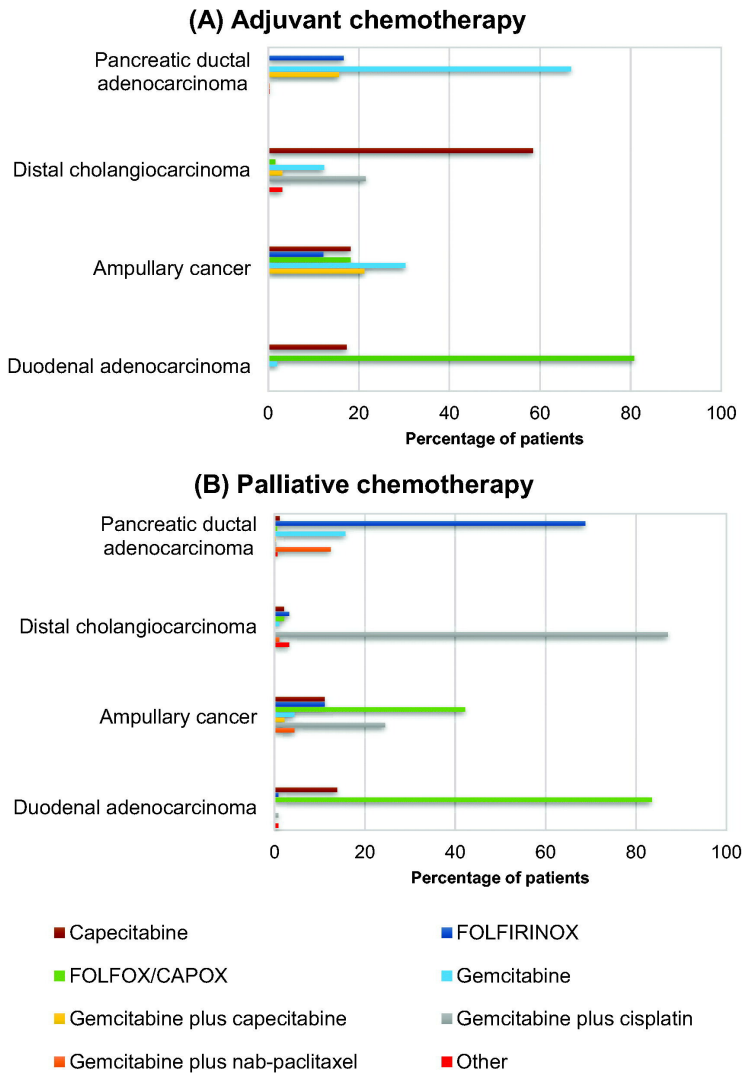 (A) Adjuvant chemotherapy
Pancreatic ductal
adenocarcinoma
Distal cholangiocarcinoma
Ampullary cancer
Duodenal adenocarcinoma
0 20 40 60 80 100
Percentage of patients
(B) Palliative chemotherapy
Pancreatic ductal
adenocarcinoma
Distal cholangiocarcinoma
Ampullary cancer
Duodenal adenocarcinoma
0 20 40 60 80 100
Percentage of patients
Capecitabine FOLFIRINOX
FOLFOX/CAPOX Gemcitabine
Gemcitabine plus capecitabine Gemcitabine plus cisplatin
Gemcitabine plus nab-paclitaxel Other